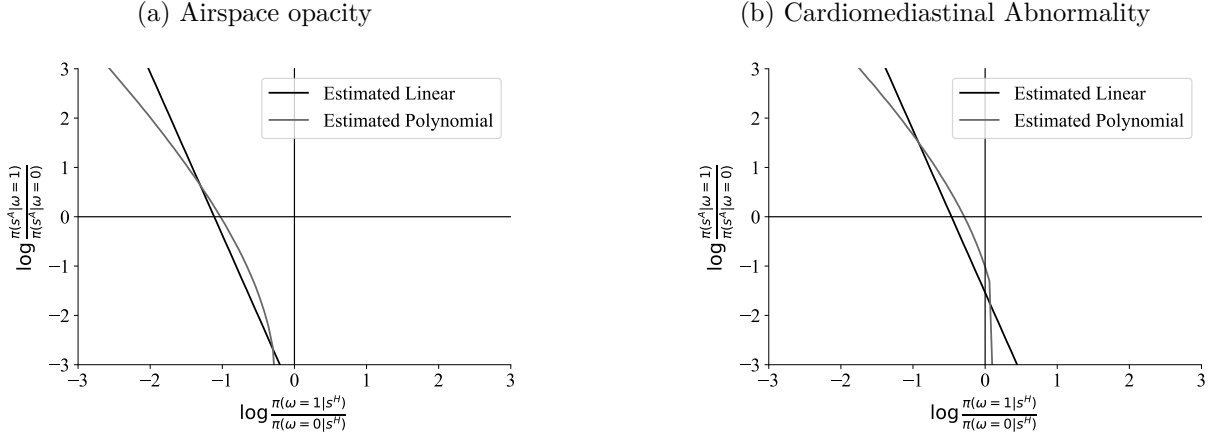 (a) Airspace opacity
3
2
1
0
−1
−2
−3
−3
−2
−1
0
1
2
3
Estimated Linear
Estimated Polynomial
log π(s^A|ω = 1) / π(s^A|ω = 0)
log π(ω = 1|s^H) / π(ω = 0|s^H)
(b) Cardiomediastinal Abnormality
3
2
1
0
−1
−2
−3
−3
−2
−1
0
1
2
3
Estimated Linear
Estimated Polynomial
log π(s^A|ω = 1) / π(s^A|ω = 0)
log π(ω = 1|s^H) / π(ω = 0|s^H)